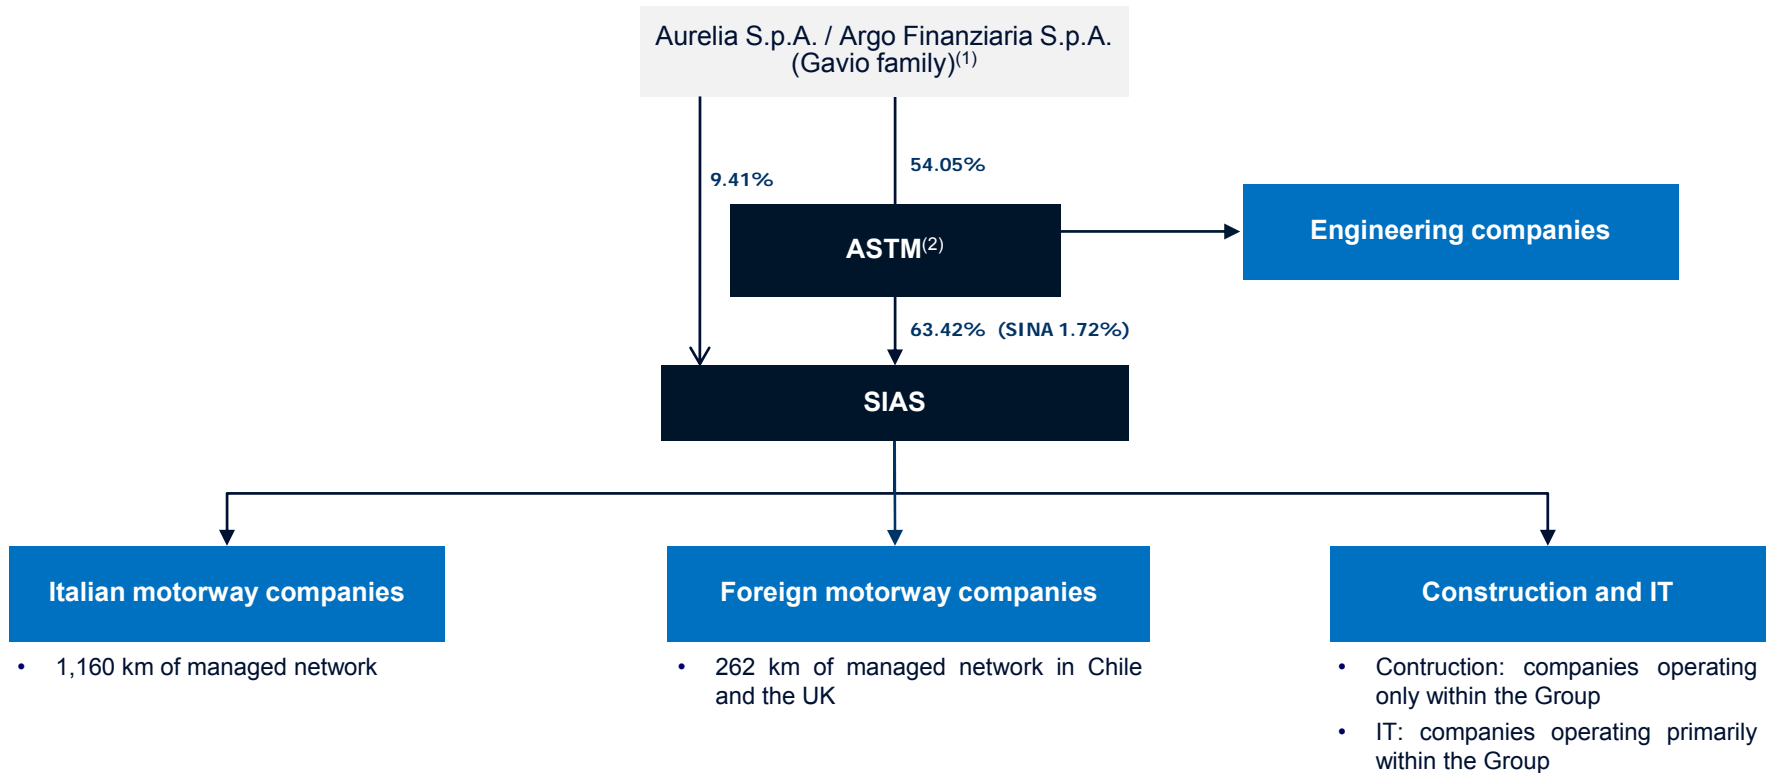 Aurelia S.p.A. / Argo Finanziaria S.p.A.
(Gavio family)(1)
9.41%
54.05%
ASTM(2)
Engineering companies
63.42% (SINA 1.72%)
SIAS
Italian motorway companies
Foreign motorway companies
Construction and IT
• 1,160 km of managed network
• 262 km of managed network in Chile
and the UK
• Contruction: companies operating
only within the Group
• IT: companies operating primarily
within the Group